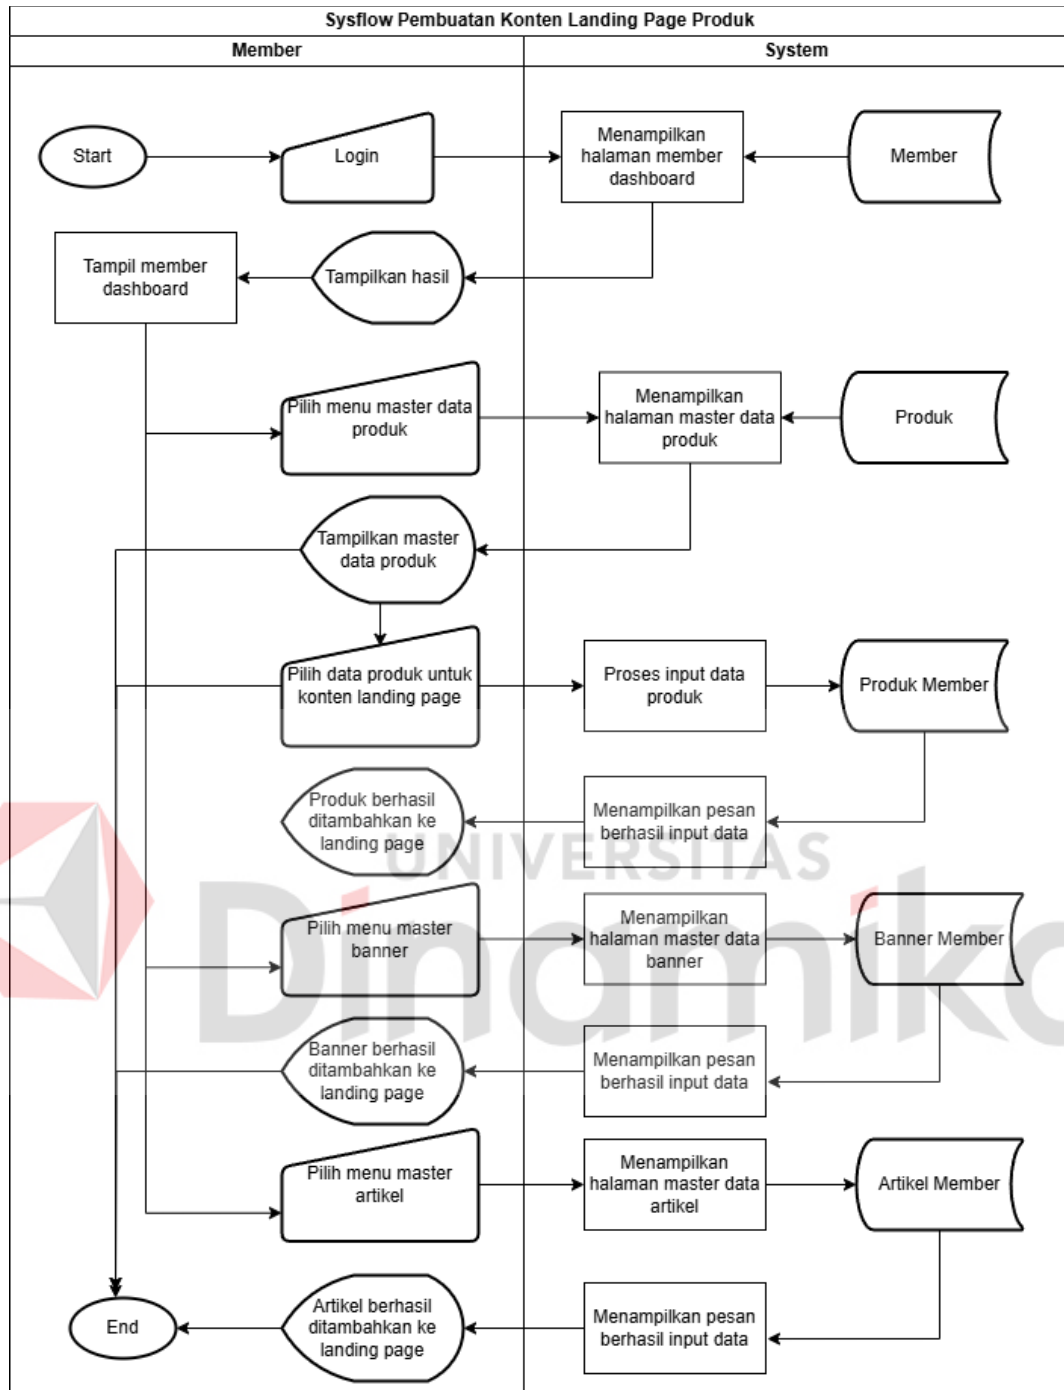 Sysflow Pembuatan Konten Landing Page Produk
Member
System
Start
Login
Menampilkan
halaman member
dashboard
Member
Tampil member
dashboard
Tampilkan hasil
Pilih menu master data
produk
Menampilkan
halaman master data
produk
Produk
Tampilkan master
data produk
Pilih data produk untuk
konten landing page
Proses input data
produk
Produk Member
Produk berhasil
ditambahkan ke
landing page
Menampilkan pesan
berhasil input data
UNIVERSITAS
Dinamika
Pilih menu master
banner
Menampilkan
halaman master data
banner
Banner Member
Banner berhasil
ditambahkan ke
landing page
Menampilkan pesan
berhasil input data
Pilih menu master
artikel
Menampilkan
halaman master data
artikel
Artikel Member
End
Artikel berhasil
ditambahkan ke
landing page
Menampilkan pesan
berhasil input data